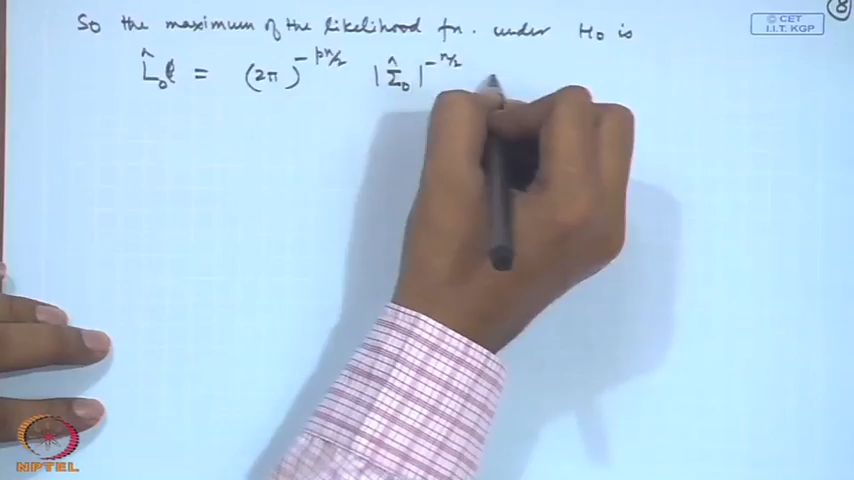 So the maximum of the likelihood fn. under H₀ is
L̂₀ = (2π)^{-pn/2} |Σ̂₀|^{-n/2}
© CET
I.I.T. KGP
8
NPTEL